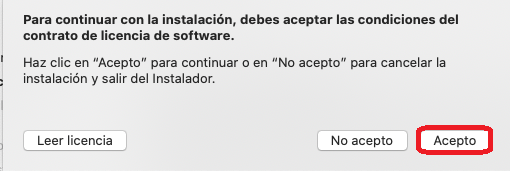 Para continuar con la instalación, debes aceptar las condiciones del
contrato de licencia de software.
Haz clic en “Acepto” para continuar o en “No acepto” para cancelar la
instalación y salir del Instalador.
Leer licencia
No acepto
Acepto